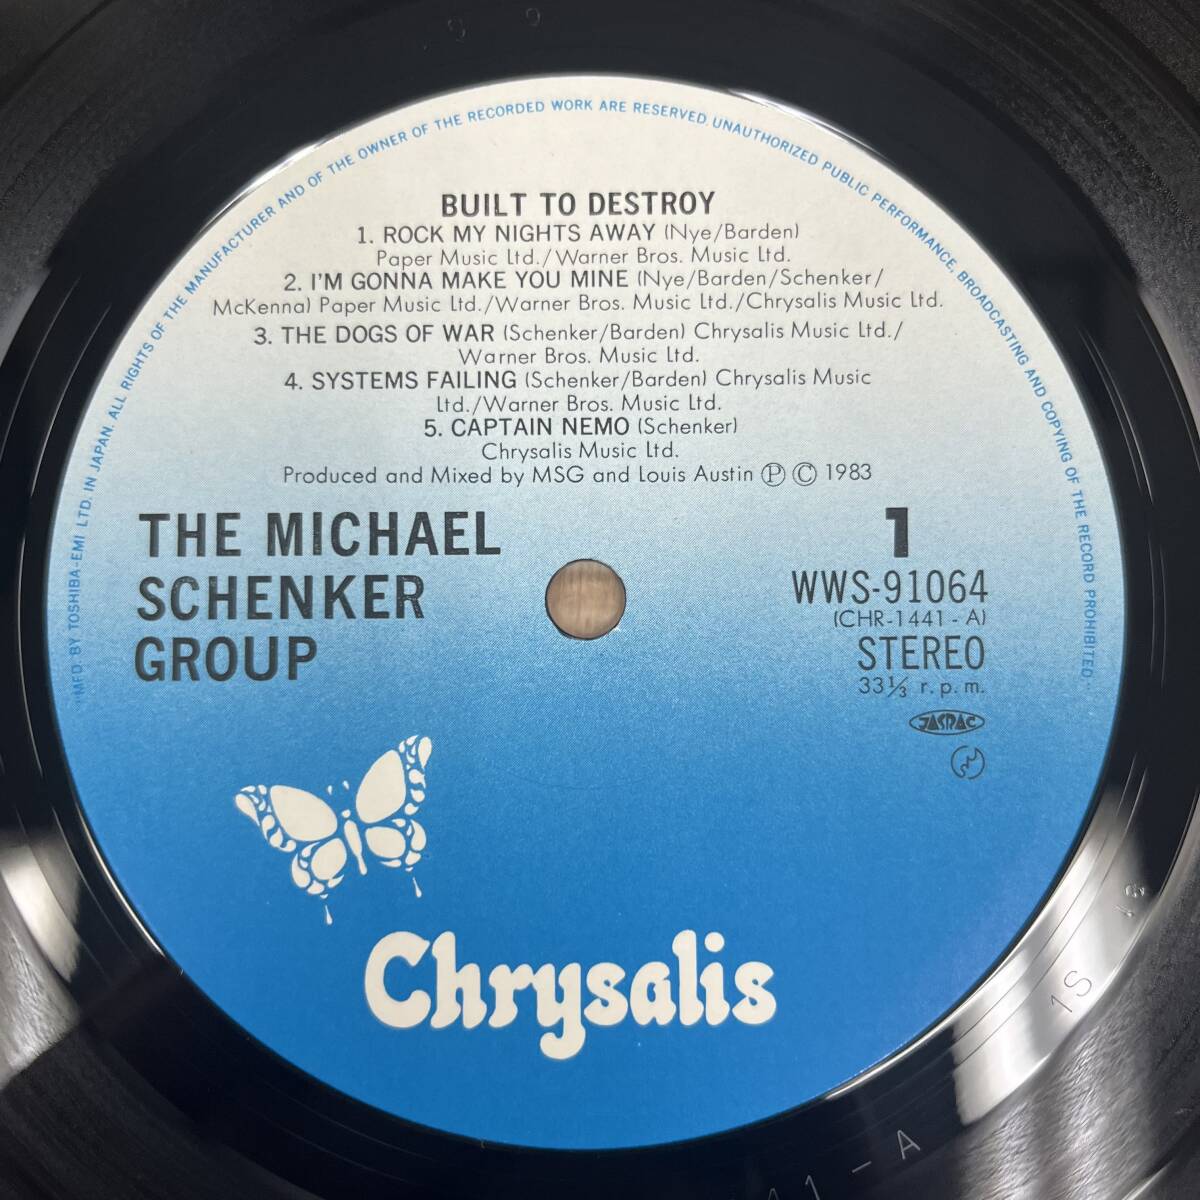 "MFD. BY TOSHIBA-EMI LTD. IN JAPAN. ALL RIGHTS OF THE MANUFACTURER AND OF THE OWNER OF THE RECORDED WORK ARE RESERVED. UNAUTHORIZED PUBLIC PERFORMANCE, BROADCASTING AND COPYING OF THE RECORD PROHIBITED."
BUILT TO DESTROY
1. ROCK MY NIGHTS AWAY (Nye/Barden)
Paper Music Ltd./Warner Bros. Music Ltd.
2. I'M GONNA MAKE YOU MINE (Nye/Barden/Schenker/
McKenna) Paper Music Ltd./Warner Bros. Music Ltd./Chrysalis Music Ltd.
3. THE DOGS OF WAR (Schenker/Barden) Chrysalis Music Ltd./
Warner Bros. Music Ltd.
4. SYSTEMS FAILING (Schenker/Barden) Chrysalis Music
Ltd./Warner Bros. Music Ltd.
5. CAPTAIN NEMO (Schenker)
Chrysalis Music Ltd.
Produced and Mixed by MSG and Louis Austin Ⓟ © 1983
THE MICHAEL
SCHENKER
GROUP
1
WWS-91064
(CHR-1441-A)
STEREO
33⅓ r.p.m.
JASRAC
Chrysalis
1S
41-A